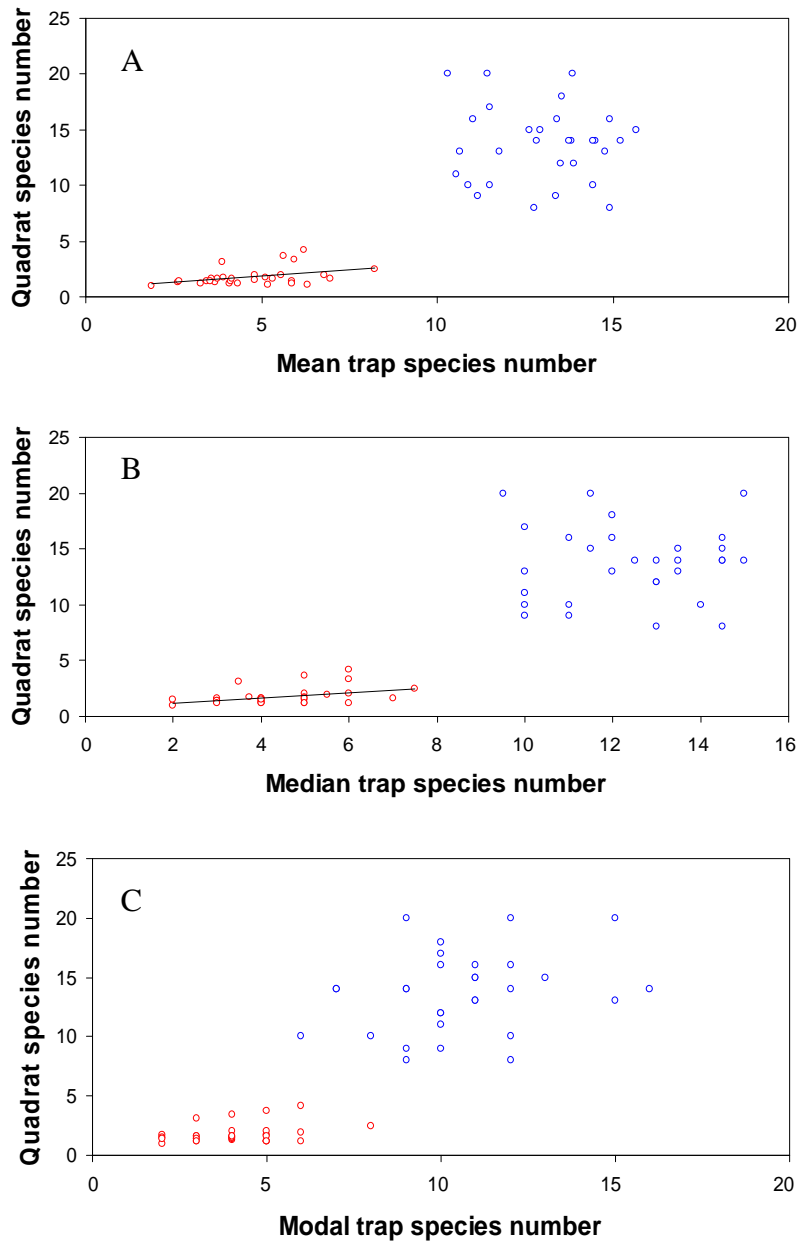 A
Quadrat species number
25
20
15
10
5
0
0 5 10 15 20
Mean trap species number
B
Quadrat species number
25
20
15
10
5
0
0 2 4 6 8 10 12 14 16
Median trap species number
C
Quadrat species number
25
20
15
10
5
0
0 5 10 15 20
Modal trap species number